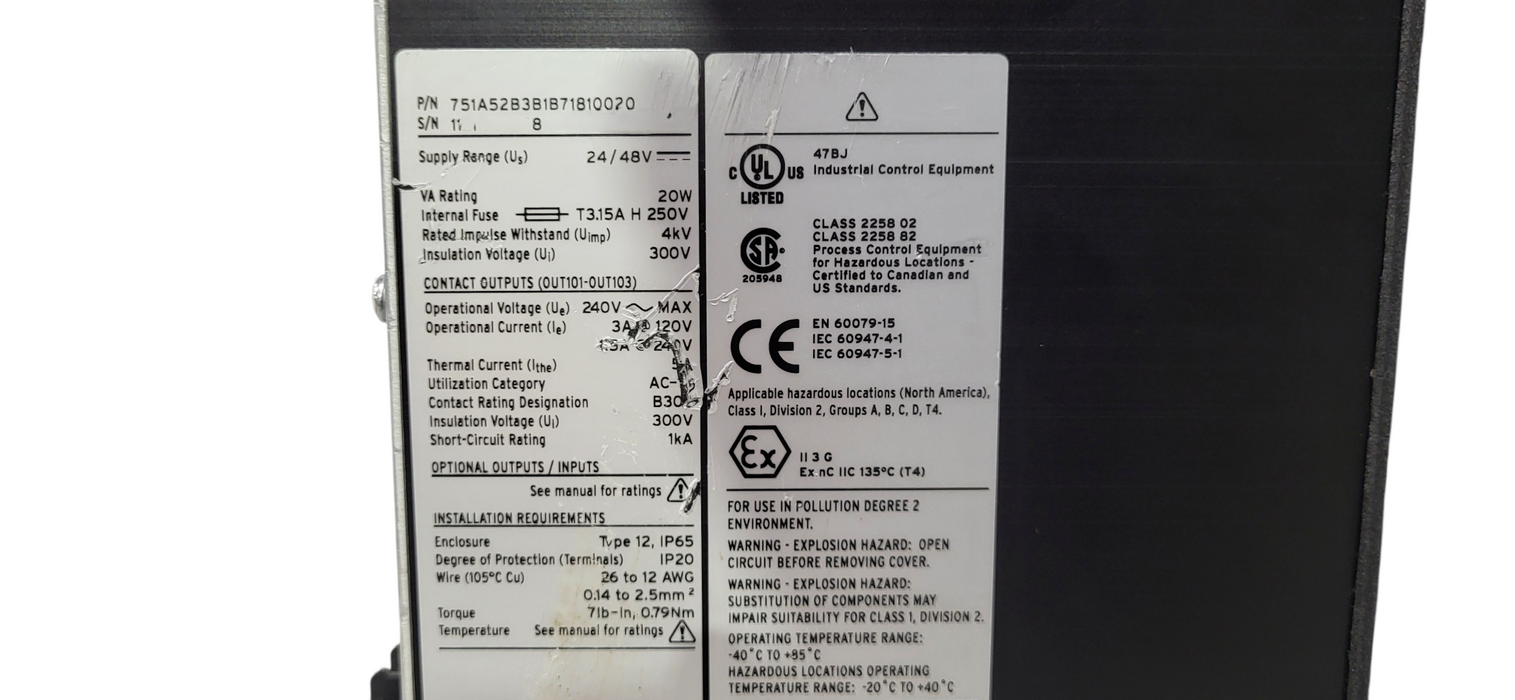 P/N 751A52B3B1B71810020
S/N 11 8
Supply Range (Us) 24/48V
VA Rating 20W
Internal Fuse T3.15A H 250V
Rated Impulse Withstand (Uimp) 4kV
Insulation Voltage (Ui) 300V
CONTACT OUTPUTS (OUT101-OUT103)
Operational Voltage (Ue) 240V MAX
Operational Current (Ie) 3A @ 120V
1.5A @ 240V
Thermal Current (Ithe)
Utilization Category
Contact Rating Designation
Insulation Voltage (Ui) 300V
Short-Circuit Rating 1kA
OPTIONAL OUTPUTS / INPUTS
See manual for ratings
INSTALLATION REQUIREMENTS
Enclosure Type 12, IP65
Degree of Protection (Terminals) IP20
Wire (105°C Cu) 26 to 12 AWG
0.14 to 2.5mm²
Torque 7lb-in, 0.79Nm
Temperature See manual for ratings
C UL US
LISTED
47BJ
Industrial Control Equipment
SA
205948
CLASS 2258 02
CLASS 2258 82
Process Control Equipment
for Hazardous Locations -
Certified to Canadian and
US Standards.
CE
EN 60079-15
IEC 60947-4-1
IEC 60947-5-1
Applicable hazardous locations (North America),
Class I, Division 2, Groups A, B, C, D, T4.
Ex
II 3 G
Ex nC IIC 135°C (T4)
FOR USE IN POLLUTION DEGREE 2
ENVIRONMENT.
WARNING - EXPLOSION HAZARD: OPEN
CIRCUIT BEFORE REMOVING COVER.
WARNING - EXPLOSION HAZARD:
SUBSTITUTION OF COMPONENTS MAY
IMPAIR SUITABILITY FOR CLASS 1, DIVISION 2.
OPERATING TEMPERATURE RANGE:
-40°C TO +85°C
HAZARDOUS LOCATIONS OPERATING
TEMPERATURE RANGE: -20°C TO +40°C